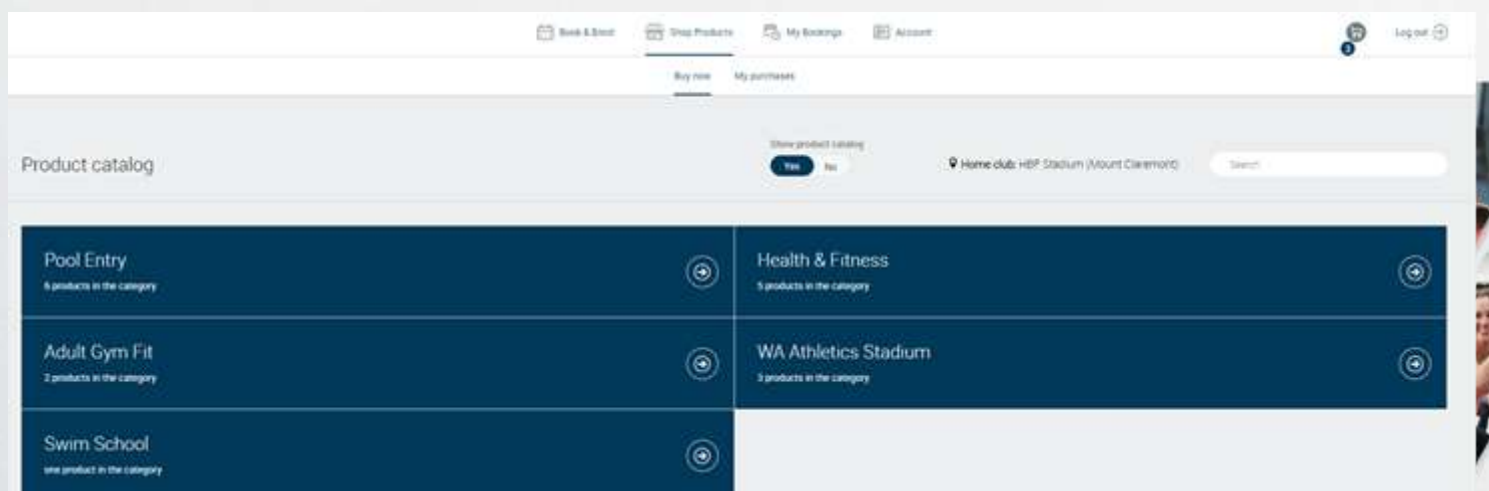 Book & Boost Shop Products My Bookings Account Log out
3
Buy now My purchases
Show product catalog
Product catalog Yes No Home club: HBF Stadium (Mount Claremont) Search
Pool Entry
6 products in the category
Health & Fitness
5 products in the category
Adult Gym Fit
2 products in the category
WA Athletics Stadium
3 products in the category
Swim School
one product in the category